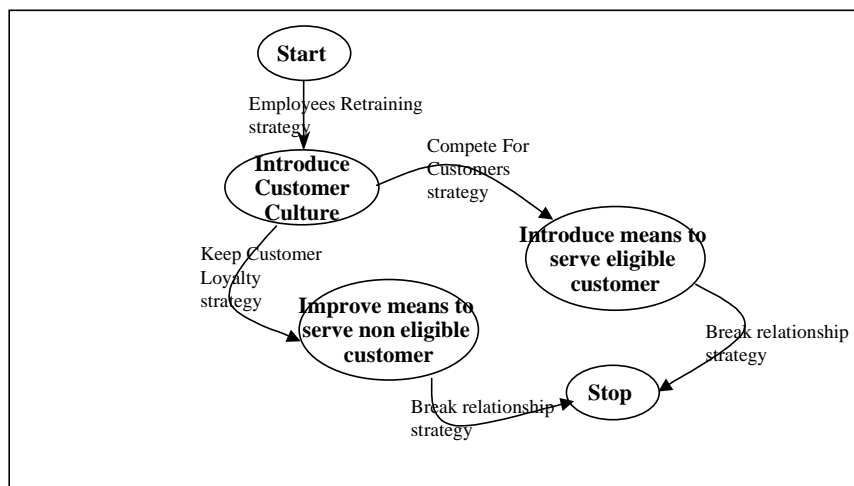 Start
Employees Retraining
strategy
Introduce
Customer
Culture
Compete For
Customers
strategy
Introduce means to
serve eligible
customer
Keep Customer
Loyalty
strategy
Improve means to
serve non eligible
customer
Break relationship
strategy
Stop
Break relationship
strategy